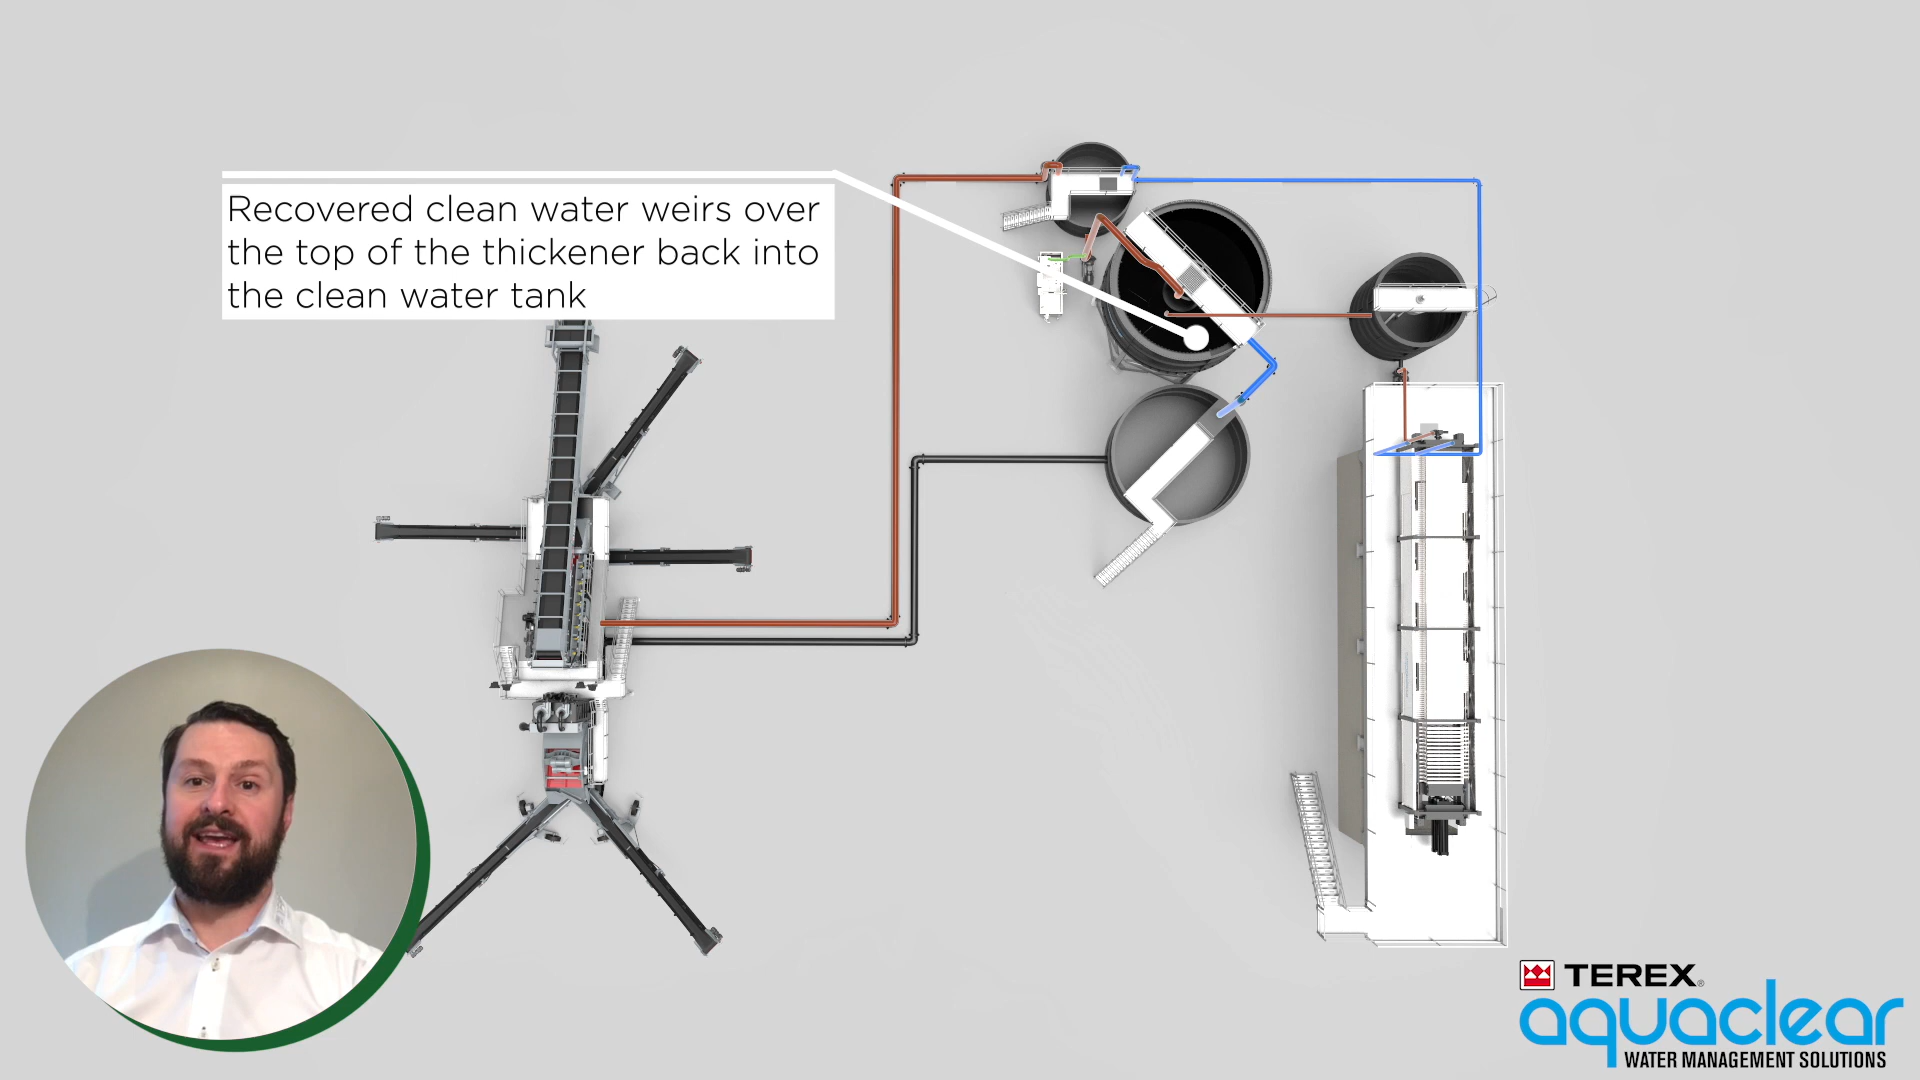 Recovered clean water weirs over
the top of the thickener back into
the clean water tank
TEREX®
aquaclear
WATER MANAGEMENT SOLUTIONS